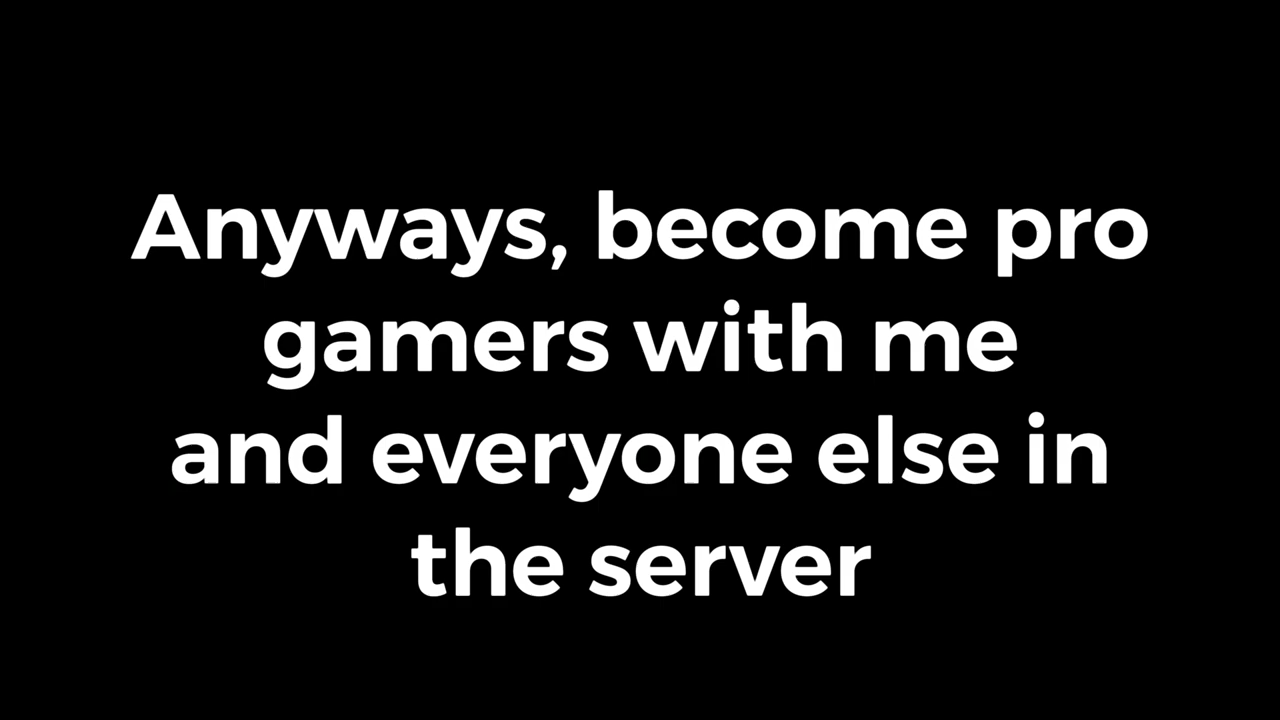 Anyways, become pro
gamers with me
and everyone else in
the server